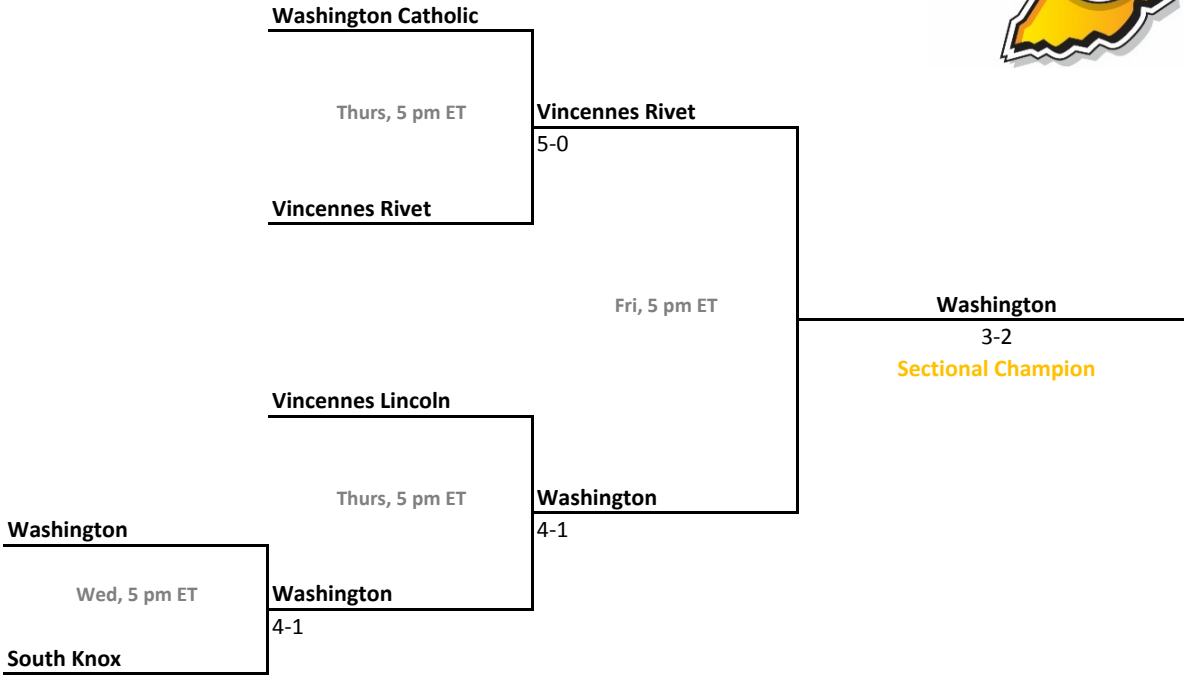 Washington Catholic
Thurs, 5 pm ET
Vincennes Rivet
5-0
Vincennes Rivet
Fri, 5 pm ET
Washington
3-2
Sectional Champion
Vincennes Lincoln
Thurs, 5 pm ET
Washington
4-1
Washington
Wed, 5 pm ET
Washington
4-1
South Knox